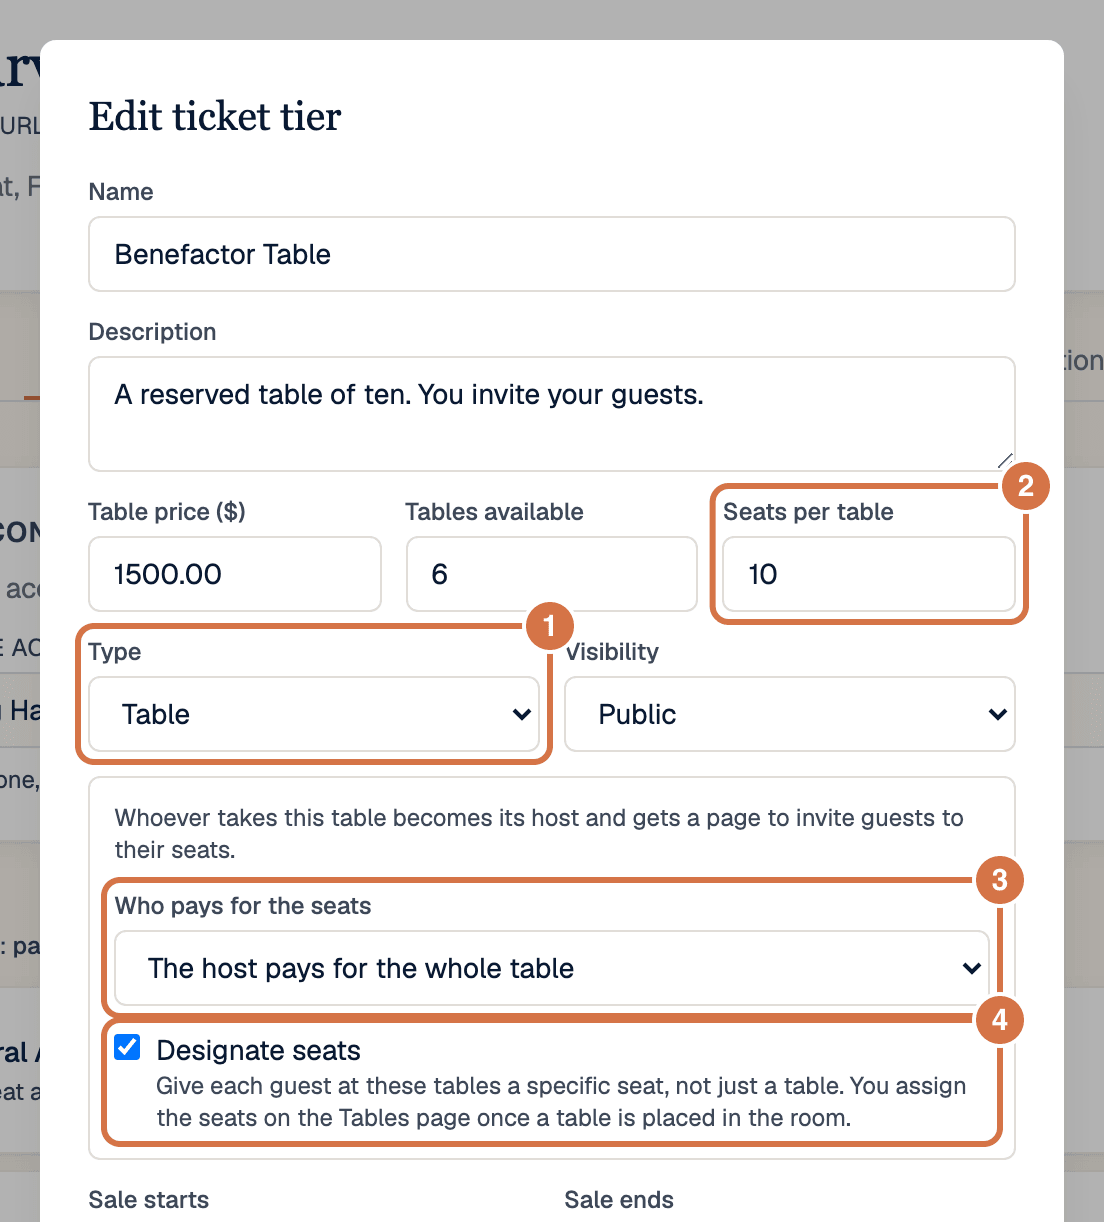 Edit ticket tier
Name
Benefactor Table
Description
A reserved table of ten. You invite your guests.
2
Table price ($)
Tables available
Seats per table
1500.00
6
10
1
Type
Visibility
Table
Public
Whoever takes this table becomes its host and gets a page to invite guests to
their seats.
3
Who pays for the seats
The host pays for the whole table
4
Designate seats
Give each guest at these tables a specific seat, not just a table. You assign
the seats on the Tables page once a table is placed in the room.
Sale starts
Sale ends